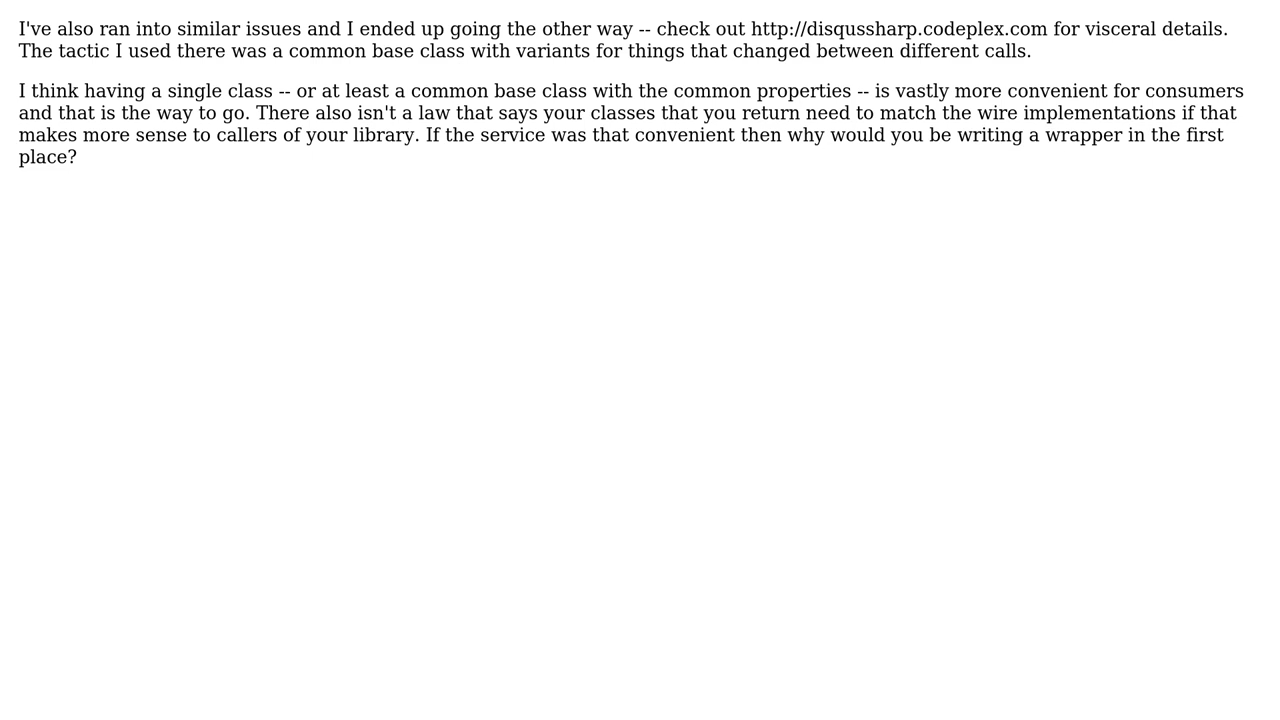 I've also ran into similar issues and I ended up going the other way -- check out http://disqussharp.codeplex.com for visceral details.
The tactic I used there was a common base class with variants for things that changed between different calls.
I think having a single class -- or at least a common base class with the common properties -- is vastly more convenient for consumers
and that is the way to go. There also isn't a law that says your classes that you return need to match the wire implementations if that
makes more sense to callers of your library. If the service was that convenient then why would you be writing a wrapper in the first
place?